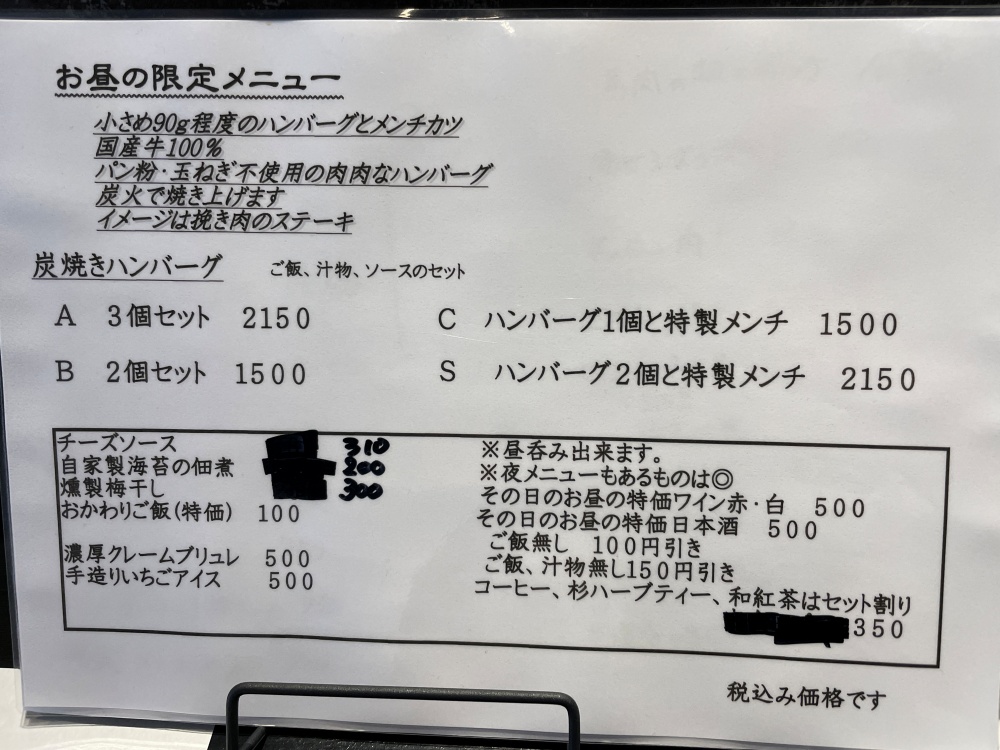 お昼の限定メニュー
小さめ90g程度のハンバーグとメンチカツ
国産牛100%
パン粉・玉ねぎ不使用の肉肉なハンバーグ
炭火で焼き上げます
イメージは挽き肉のステーキ
炭焼きハンバーグ ご飯、汁物、ソースのセット
A 3個セット 2150
B 2個セット 1500
C ハンバーグ1個と特製メンチ 1500
S ハンバーグ2個と特製メンチ 2150
チーズソース 310
自家製海苔の佃煮 200
燻製梅干し 300
おかわりご飯(特価) 100
濃厚クレームブリュレ 500
手造りいちごアイス 500
※昼呑み出来ます。
※夜メニューもあるものは◎
その日のお昼の特価ワイン赤・白 500
その日のお昼の特価日本酒 500
ご飯無し 100円引き
ご飯、汁物無し150円引き
コーヒー、杉ハーブティー、和紅茶はセット割り
350
税込み価格です